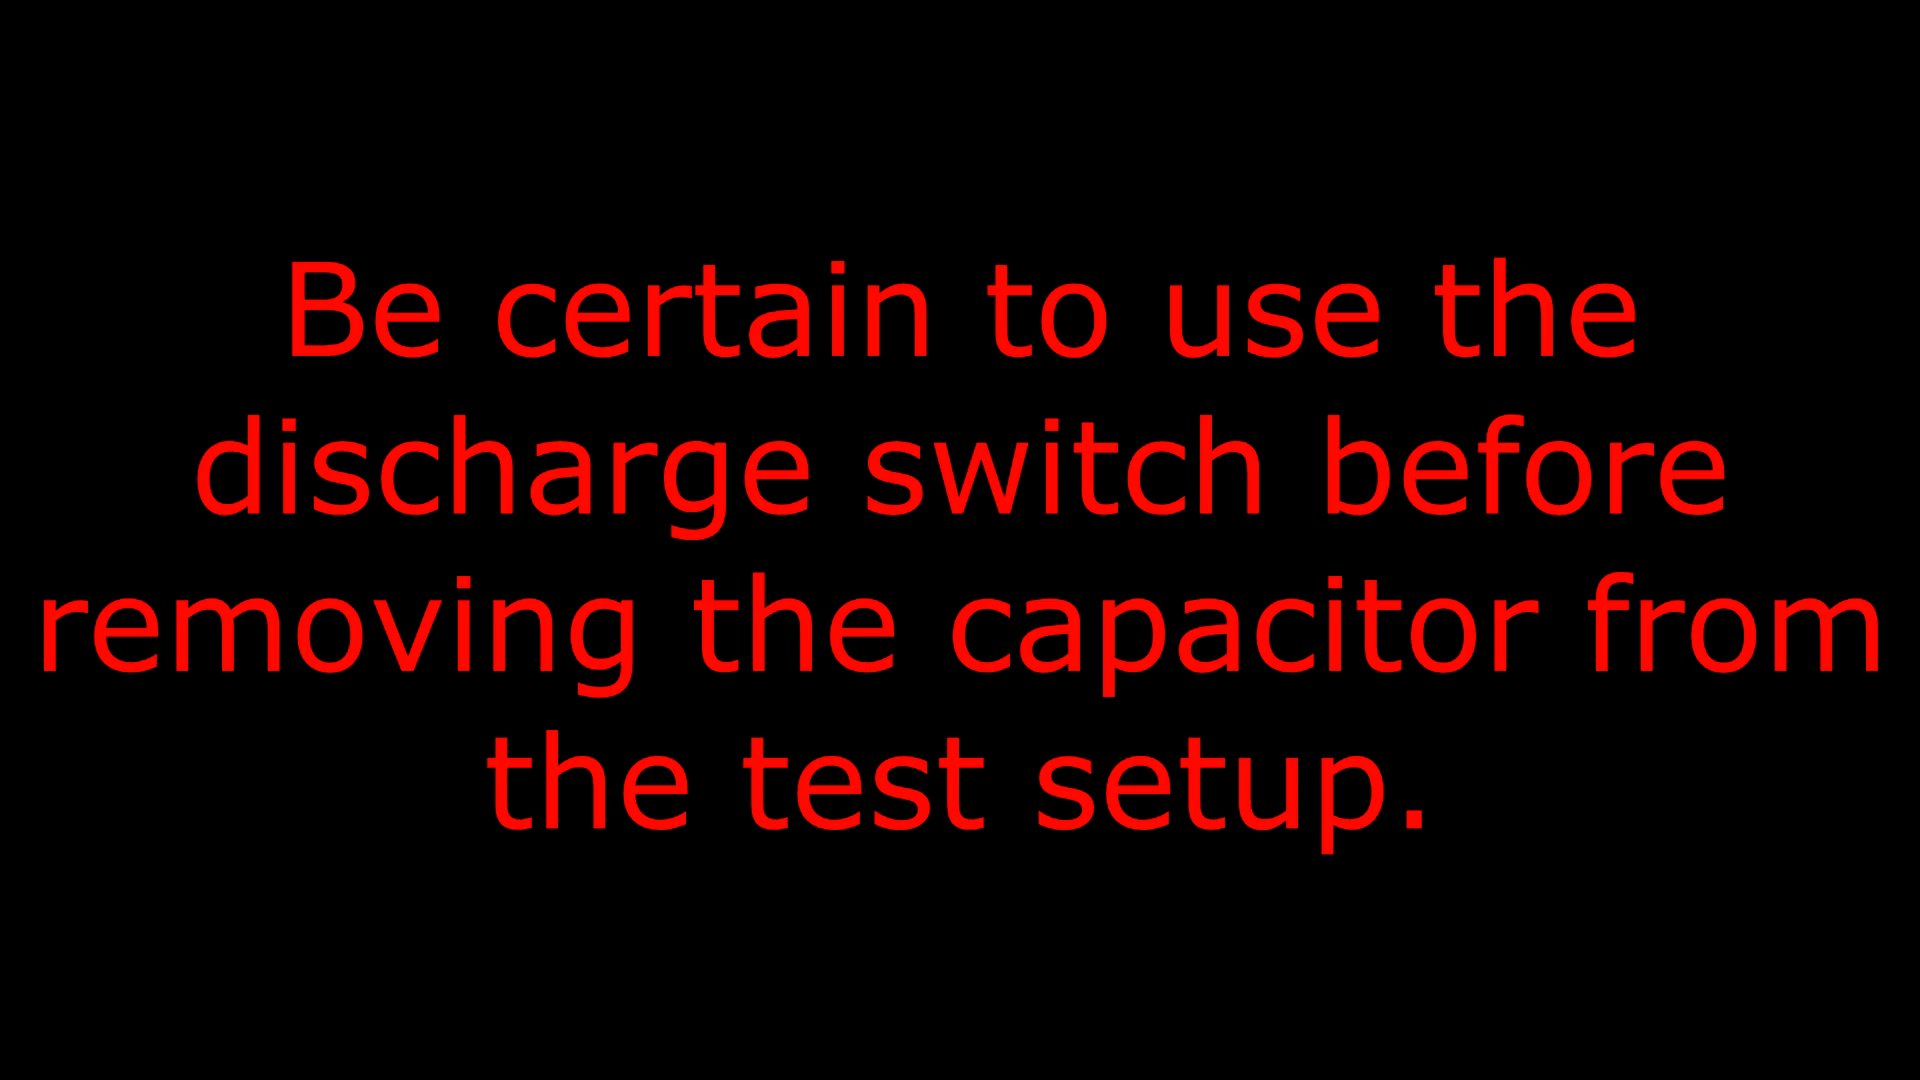 Be certain to use the
discharge switch before
removing the capacitor from
the test setup.